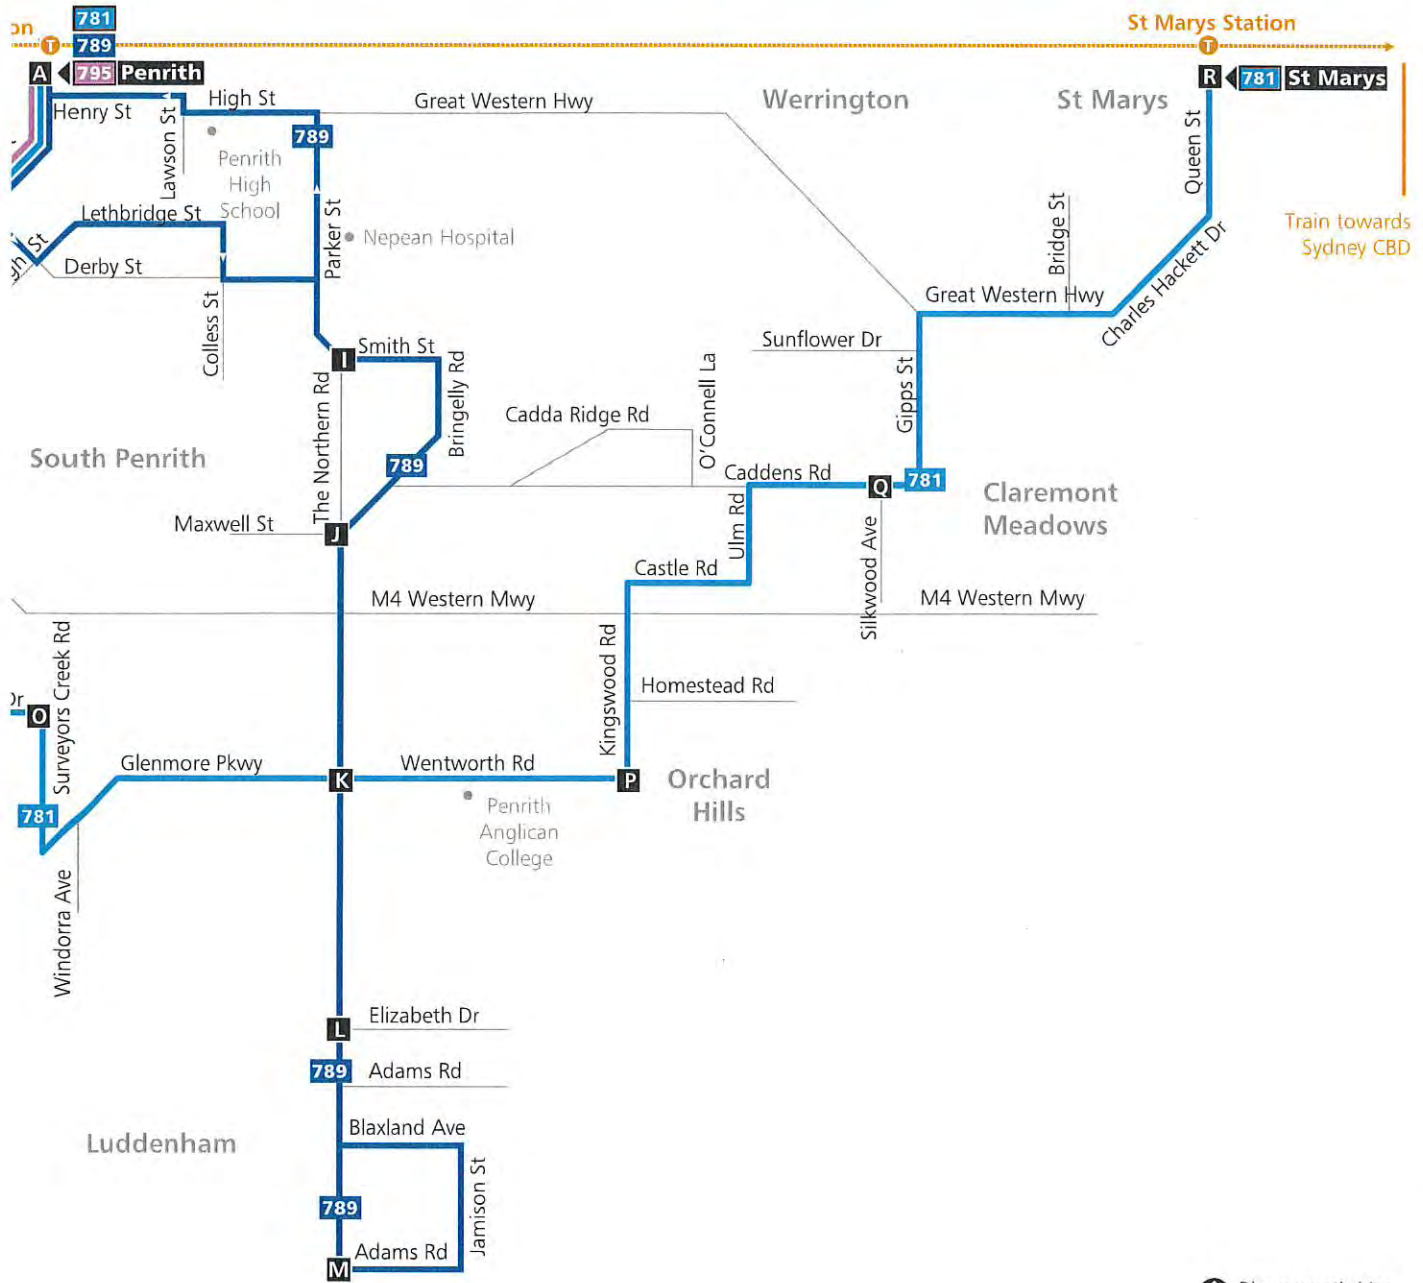 781
St Marys Station
on
T
789
T
A
795
Penrith
R
781
St Marys
Henry St
High St
Great Western Hwy
Werrington
St Marys
Lawson St
789
Penrith
High
School
Queen St
Lethbridge St
Parker St
Nepean Hospital
Bridge St
Train towards
Sydney CBD
gh St
Derby St
Colless St
Great Western Hwy
Charles Hackett Dr
Sunflower Dr
I
Smith St
Bringelly Rd
Gipps St
The Northern Rd
Cadda Ridge Rd
O'Connell La
South Penrith
789
Caddens Rd
Q
781
Claremont
Meadows
Maxwell St
J
Ulm Rd
Silkwood Ave
Castle Rd
M4 Western Mwy
M4 Western Mwy
Surveyors Creek Rd
Kingswood Rd
Homestead Rd
Dr
O
Glenmore Pkwy
K
Wentworth Rd
P
Orchard
Hills
781
Penrith
Anglican
College
Windorra Ave
L
Elizabeth Dr
789
Adams Rd
Blaxland Ave
Luddenham
Jamison St
789
Adams Rd
M